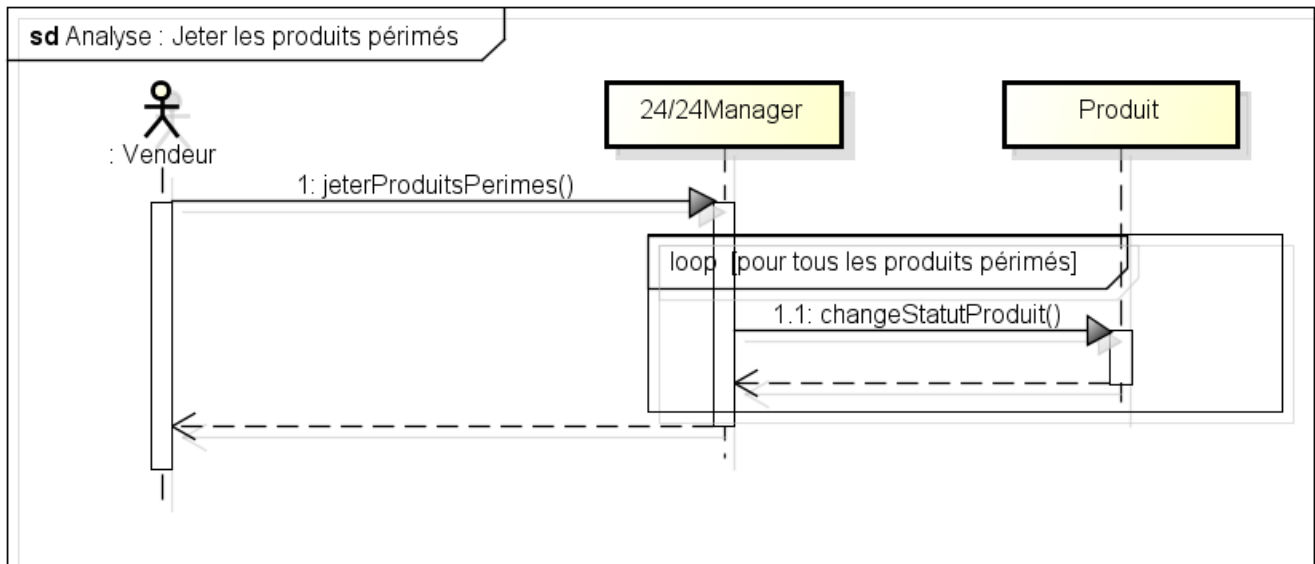 sd Analyse : Jeter les produits périmés
: Vendeur
24/24Manager
Produit
1: jeterProduitsPerimes()
loop [pour tous les produits périmés]
1.1: changeStatutProduit()